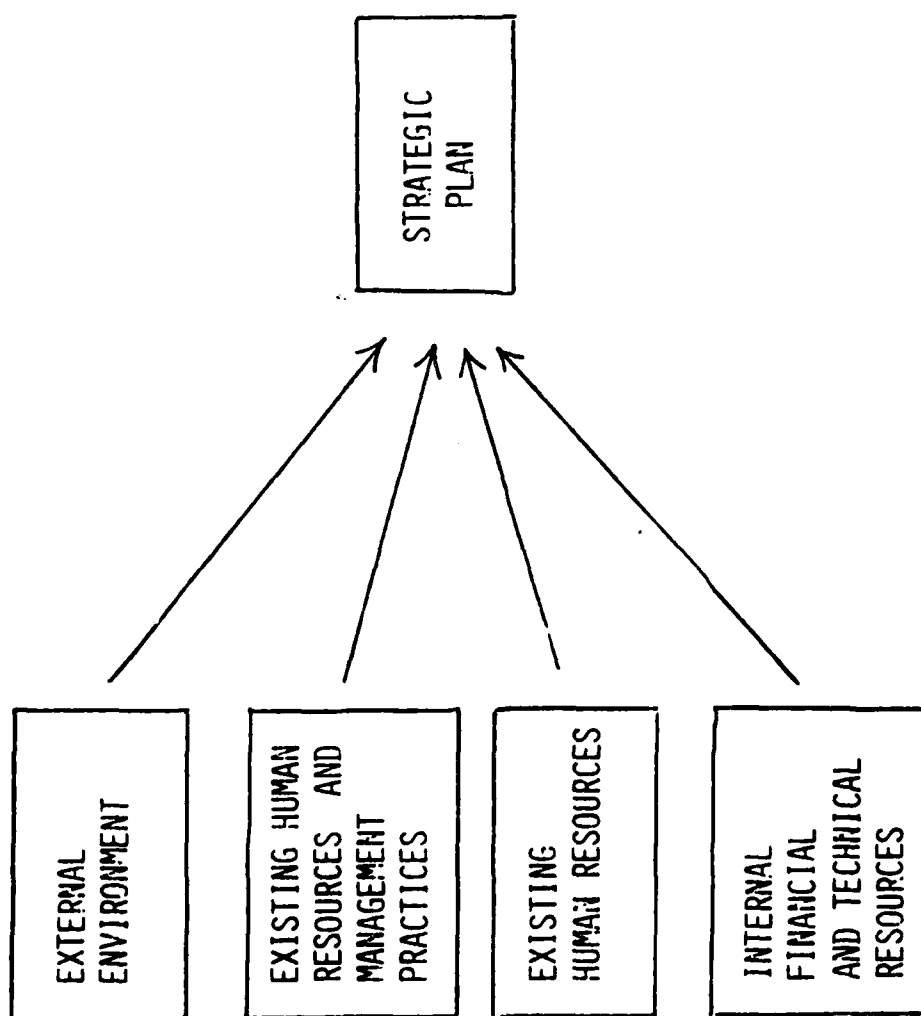 EXTERNAL
ENVIRONMENT
EXISTING HUMAN
RESOURCES AND
MANAGEMENT
PRACTICES
EXISTING
HUMAN RESOURCES
INTERNAL
FINANCIAL
AND TECHNICAL
RESOURCES
STRATEGIC
PLAN